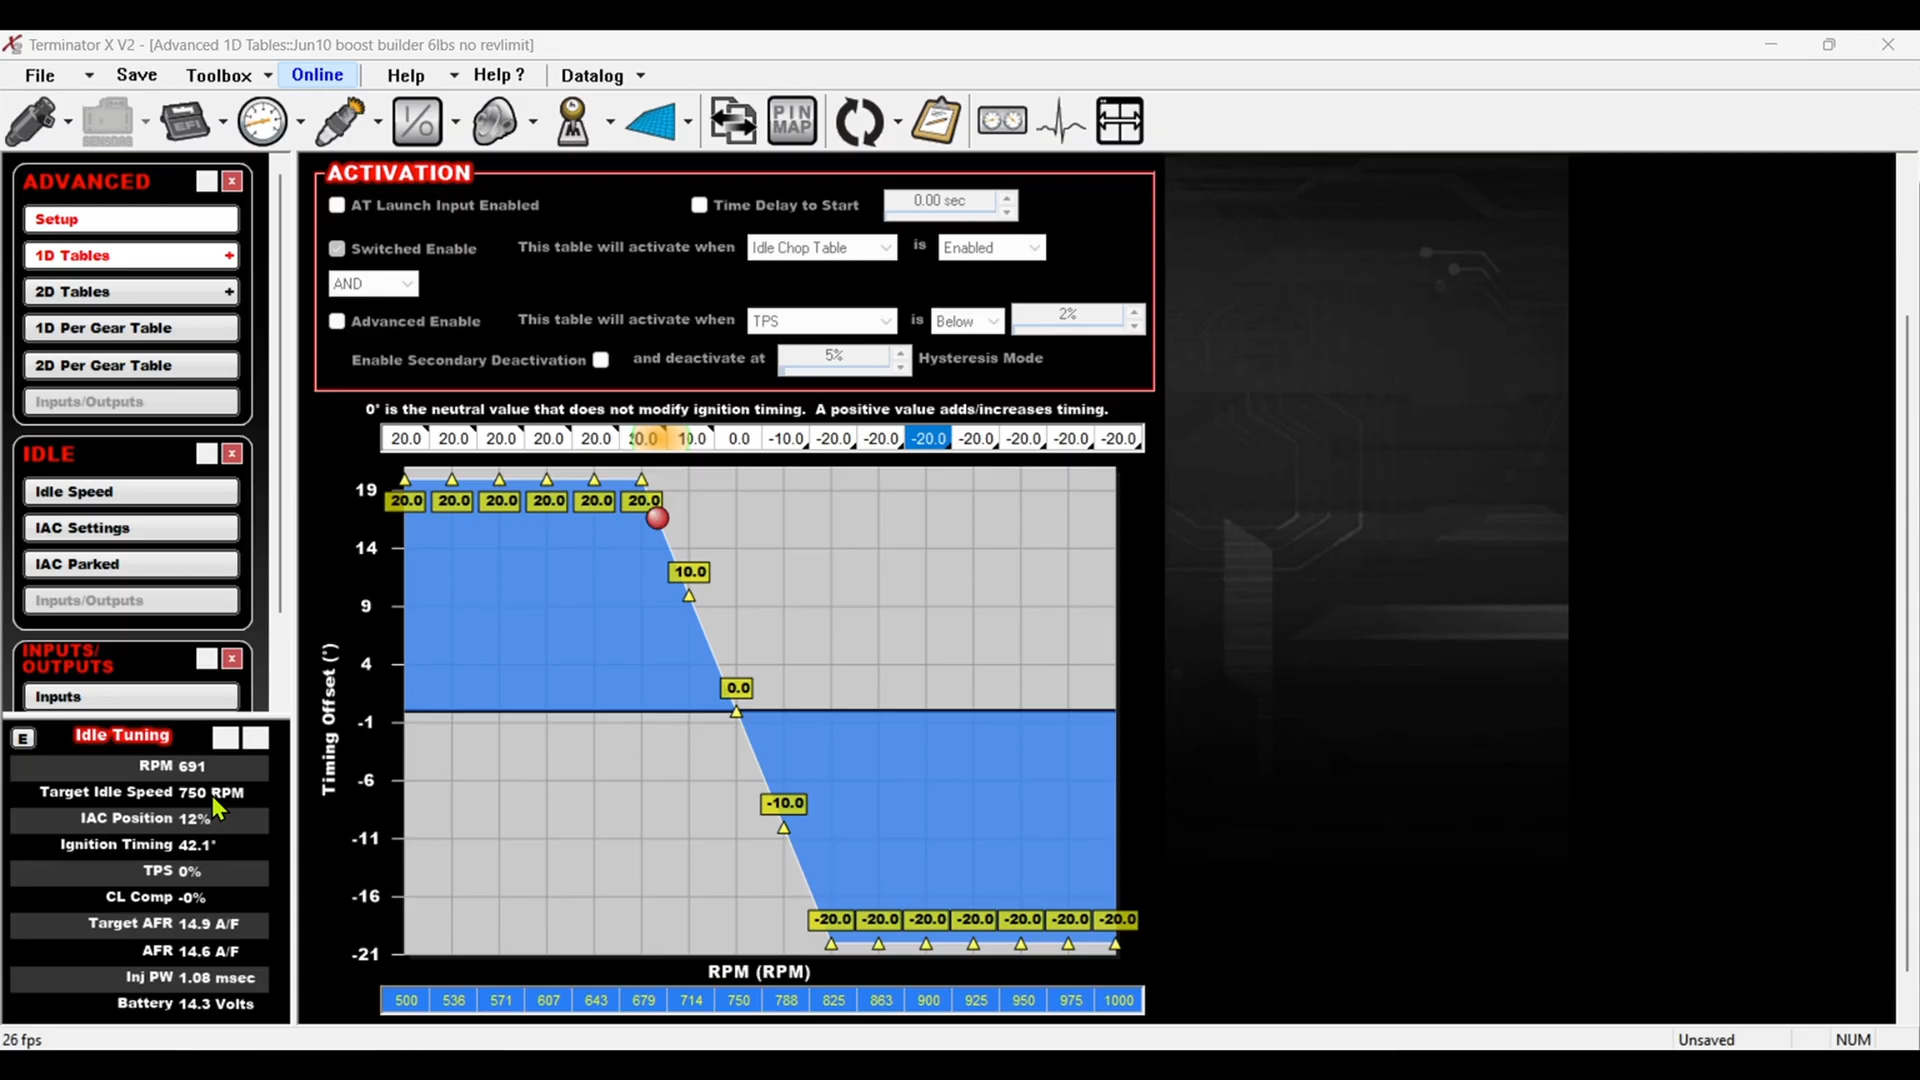 Terminator X V2 - [Advanced 1D Tables::Jun10 boost builder 6lbs no revlimit]
File Save Toolbox Online Help Help ? Datalog
EFI SENSORS I/O PIN MAP
ADVANCED
Setup
1D Tables +
2D Tables +
1D Per Gear Table
2D Per Gear Table
Inputs/Outputs
IDLE
Idle Speed
IAC Settings
IAC Parked
Inputs/Outputs
INPUTS/
OUTPUTS
Inputs
E Idle Tuning
RPM 691
Target Idle Speed 750 RPM
IAC Position 12%
Ignition Timing 42.1°
TPS 0%
CL Comp -0%
Target AFR 14.9 A/F
AFR 14.6 A/F
Inj PW 1.08 msec
Battery 14.3 Volts
ACTIVATION
AT Launch Input Enabled Time Delay to Start 0.00 sec
Switched Enable This table will activate when Idle Chop Table is Enabled
AND
Advanced Enable This table will activate when TPS is Below 2%
Enable Secondary Deactivation and deactivate at 5% Hysteresis Mode
0° is the neutral value that does not modify ignition timing. A positive value adds/increases timing.
20.0 20.0 20.0 20.0 20.0 20.0 10.0 0.0 -10.0 -20.0 -20.0 -20.0 -20.0 -20.0 -20.0 -20.0
19
20.0 20.0 20.0 20.0 20.0 20.0
14
10.0
9
4
0.0
-1
-6
-10.0
-11
-16
-20.0 -20.0 -20.0 -20.0 -20.0 -20.0 -20.0
-21
Timing Offset (°)
RPM (RPM)
500 536 571 607 643 679 714 750 788 825 863 900 925 950 975 1000
26 fps Unsaved NUM